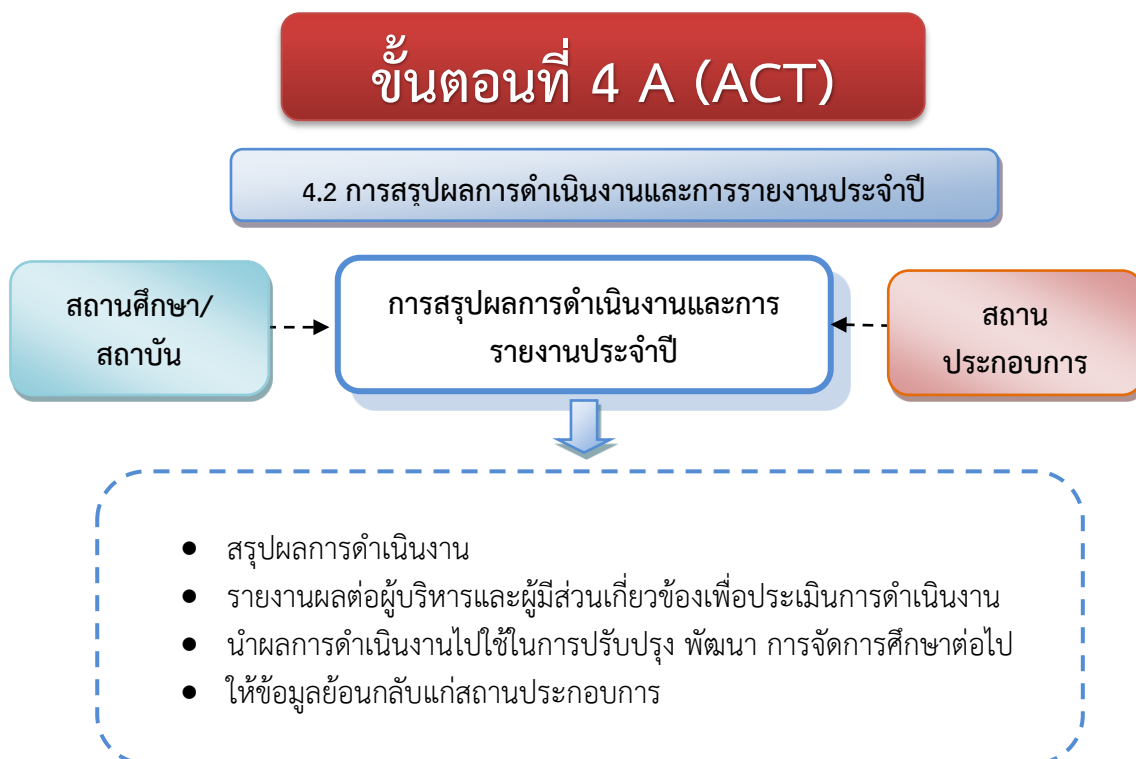 ขั้นตอนที่ 4 A (ACT)
4.2 การสรุปผลการดำเนินงานและการรายงานประจำปี
สถานศึกษา/
สถาบัน
การสรุปผลการดำเนินงานและการ
รายงานประจำปี
สถาน
ประกอบการ
● สรุปผลการดำเนินงาน
● รายงานผลต่อผู้บริหารและผู้มีส่วนเกี่ยวข้องเพื่อประเมินการดำเนินงาน
● นำผลการดำเนินงานไปใช้ในการปรับปรุง พัฒนา การจัดการศึกษาต่อไป
● ให้ข้อมูลย้อนกลับแก่สถานประกอบการ